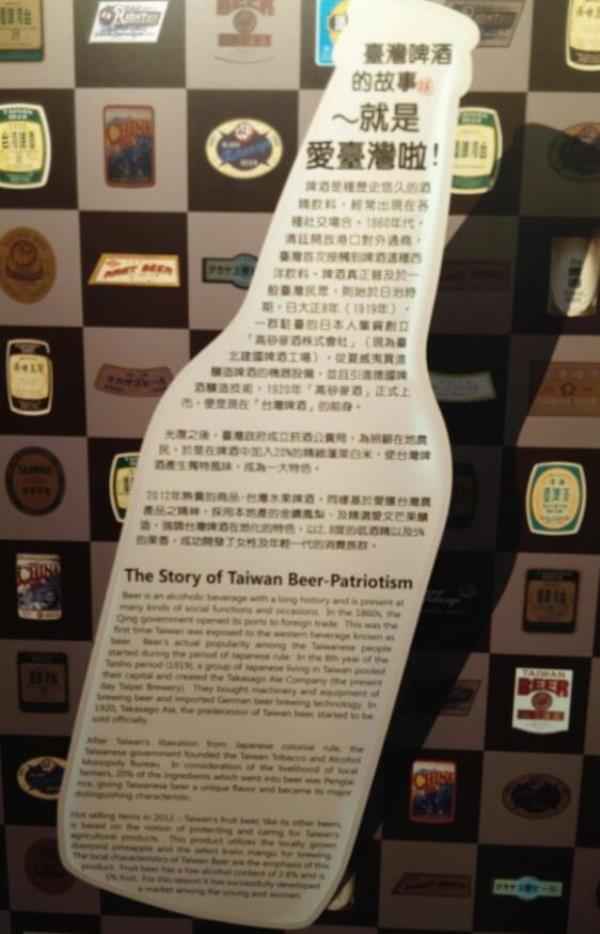 臺灣啤酒
的故事
～就是
愛臺灣啦！
啤酒是種歷史悠久的酒
精飲料，經常出現在各
種社交場合。1860年代，
清廷開放港口對外通商，
臺灣首次接觸到啤酒這種西
洋飲料。啤酒真正普及於一
般臺灣民眾，則始於日治時
期，日大正8年（1919年），
一群駐臺的日本人集資創立
「高砂麥酒株式會社」（現為臺
北建國啤酒工場），從夏威夷買進
釀造啤酒的機器設備，並且引進德國啤
酒釀造技術，1920年「高砂麥酒」正式上
市，便是現在「台灣啤酒」的前身。
光復之後，臺灣政府成立菸酒公賣局，為照顧在地農
民，於是在啤酒中加入20%的精緻蓬萊白米，使台灣啤
酒產生獨特風味，成為一大特色。
2012年熱賣的商品-台灣水果啤酒，同樣基於愛護台灣農
產品之精神，採用本地產的金鑽鳳梨、及精選愛文芒果釀
造，強調台灣啤酒在地化的特色，以2.8度的低酒精以及5%
的果香，成功開發了女性及年輕一代的消費族群。
The Story of Taiwan Beer-Patriotism
Beer is an alcoholic beverage with a long history and is present at
many kinds of social functions and occasions. In the 1860s, the
Qing government opened its ports to foreign trade. This was the
first time Taiwan was exposed to the western beverage known as
beer. Beer's actual popularity among the Taiwanese people
started during the period of Japanese rule. In the 8th year of the
Taisho period (1919), a group of Japanese living in Taiwan pooled
their capital and created the Takasago Ale Company (the present
day Taipei Brewery). They bought machinery and equipment of
brewing beer and imported German beer brewing technology. In
1920, Takasago Ale, the predecessor of Taiwan beer, started to be
sold officially.
After Taiwan's liberation from Japanese colonial rule, the
Taiwanese government founded the Taiwan Tobacco and Alcohol
Monopoly Bureau. In consideration of the livelihood of local
farmers, 20% of the ingredients which went into beer was Penglai
rice, giving Taiwanese beer a unique flavor and became its major
distinguishing characteristic.
Hot selling items in 2012 – Taiwan's fruit beer, like its other beers,
is based on the notion of protecting and caring for Taiwan's
agricultural products. This product utilizes the locally grown
diamond pineapple and the select Irwin mango for brewing.
The local characteristics of Taiwan Beer are the emphasis of this
product. Fruit beer has a low alcohol content of 2.8% and is
5% fruit. For this reason it has successfully developed
a market among the young and women.
CHINA
TAIWAN
CHINA
TAIWAN
BEER
CHINA